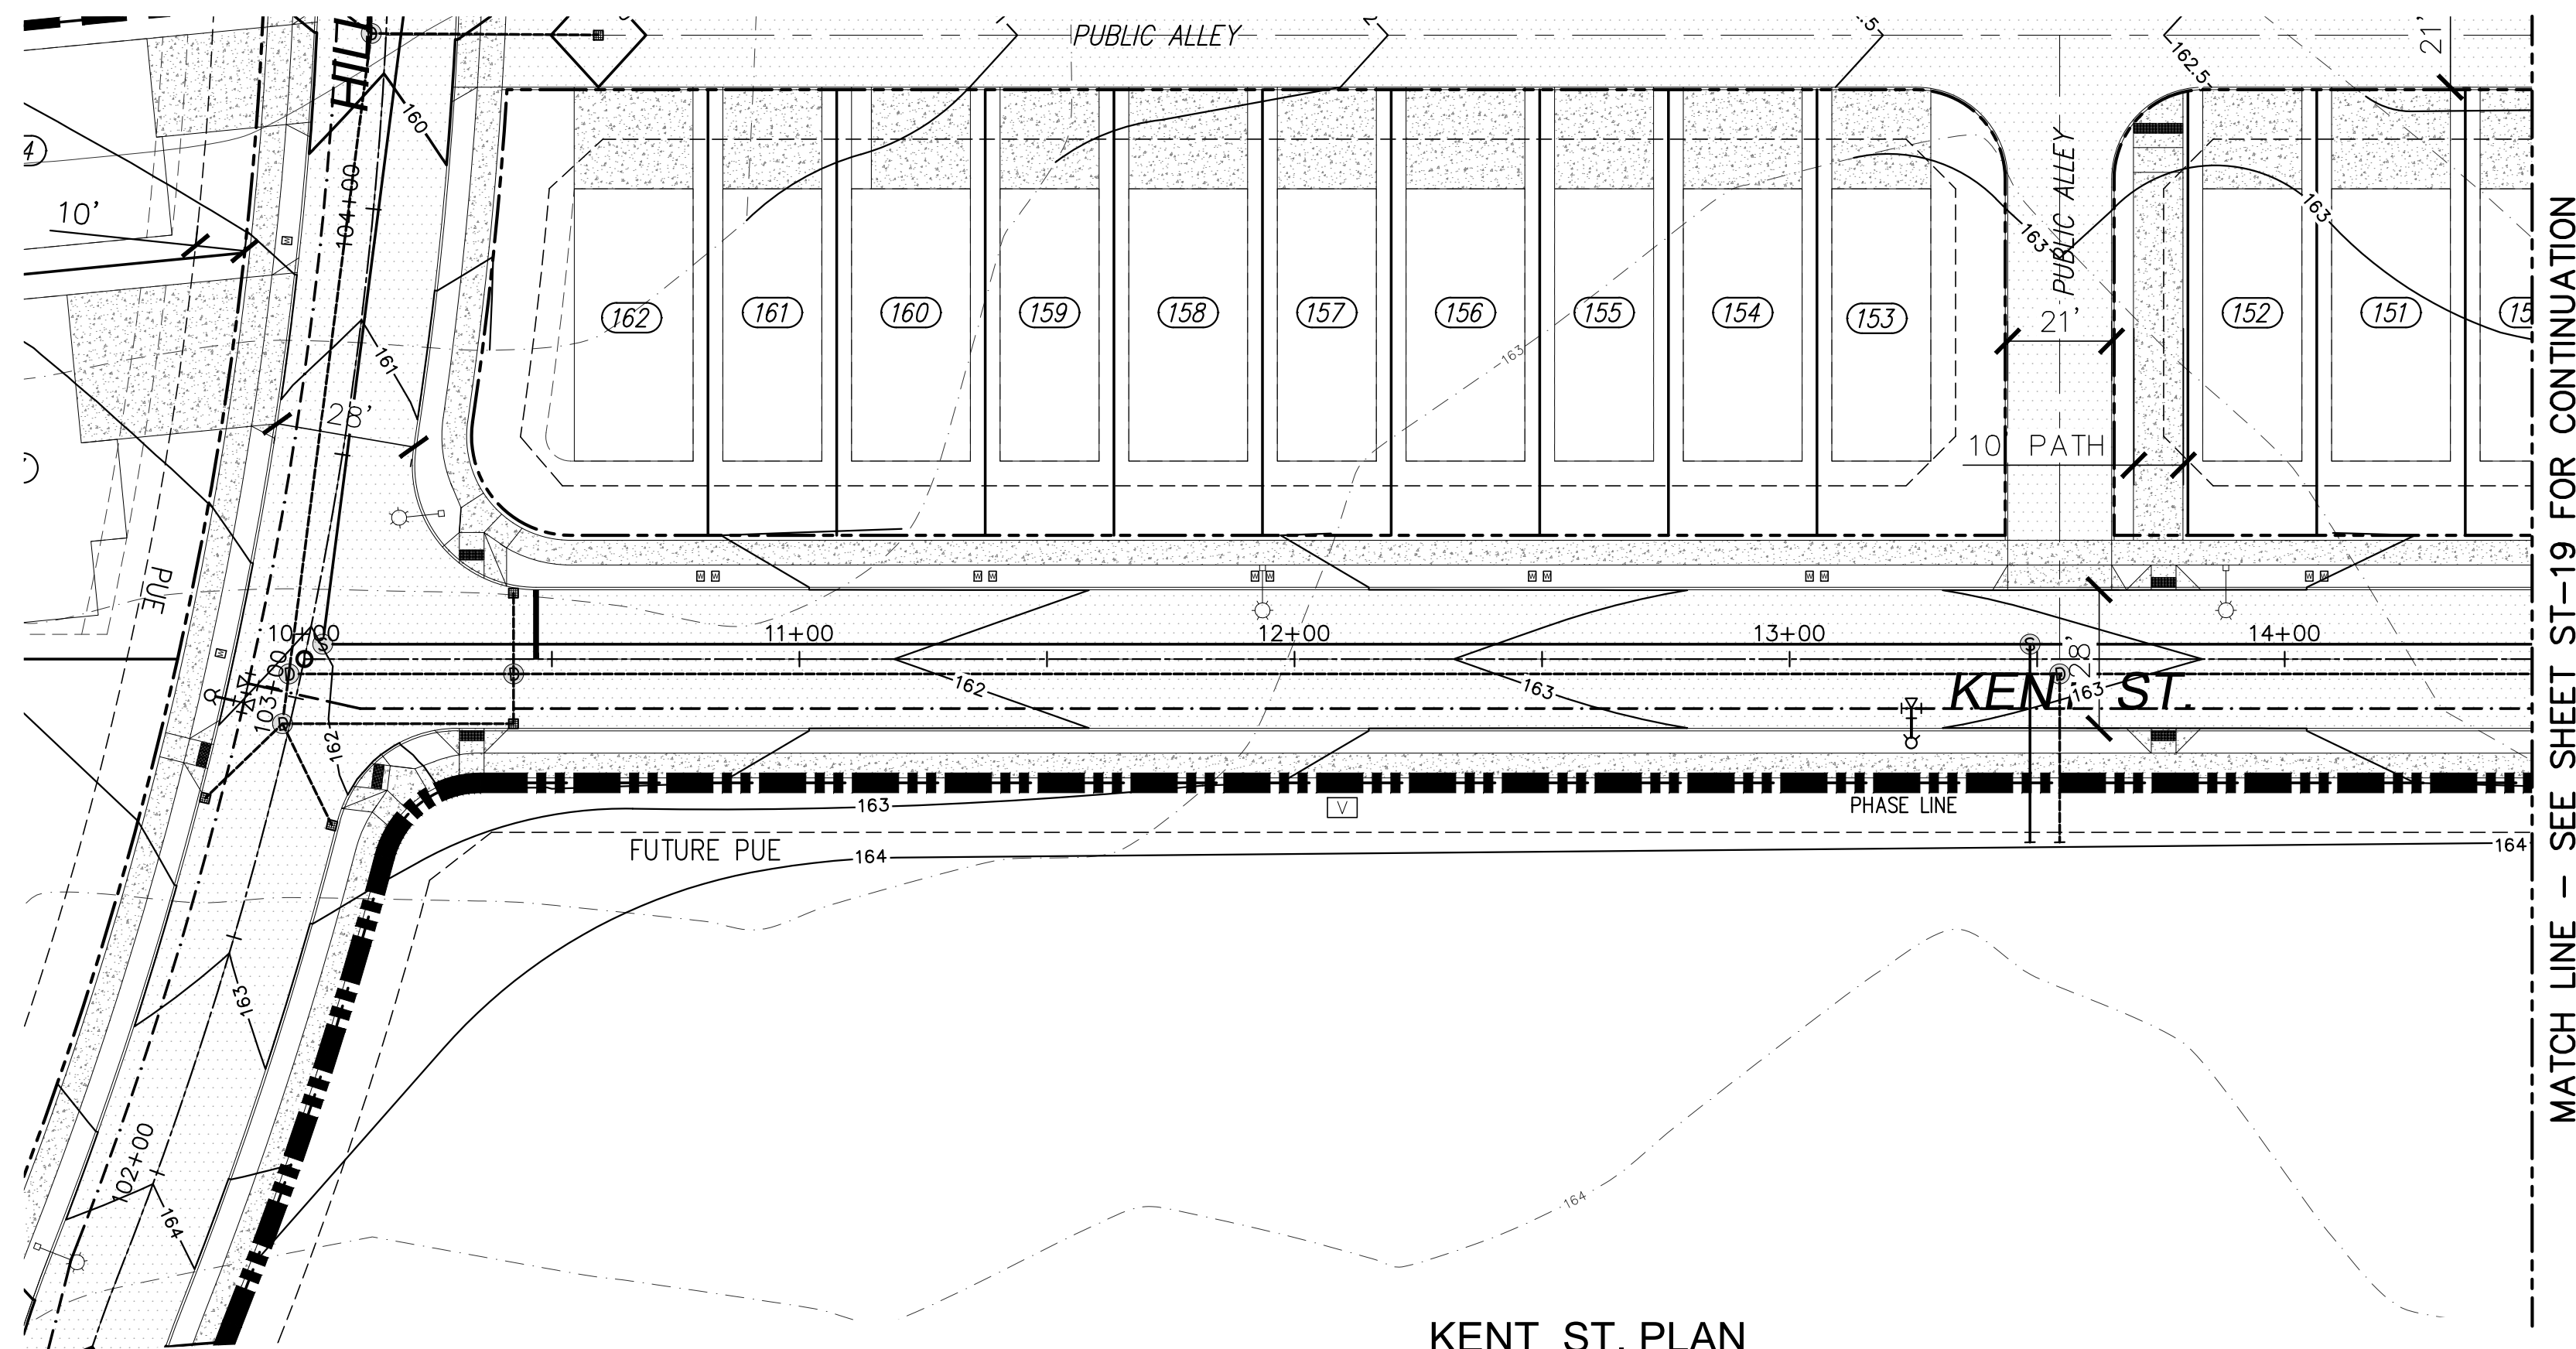 PUBLIC ALLEY
162.5
21'
HILL
160
104+00
10'
PUBLIC ALLEY
163
163
162
161
160
159
158
157
156
155
154
153
152
151
21'
161
28'
163
10' PATH
PUE
10+00
11+00
12+00
13+00
14+00
S
S
D
D
D
D
103+00
162
163
28'
163
KENT ST.
162
163
V
PHASE LINE
FUTURE PUE
164
164
163
102+00
164
164
MATCH LINE - SEE SHEET ST-19 FOR CONTINUATION
KENT ST. PLAN